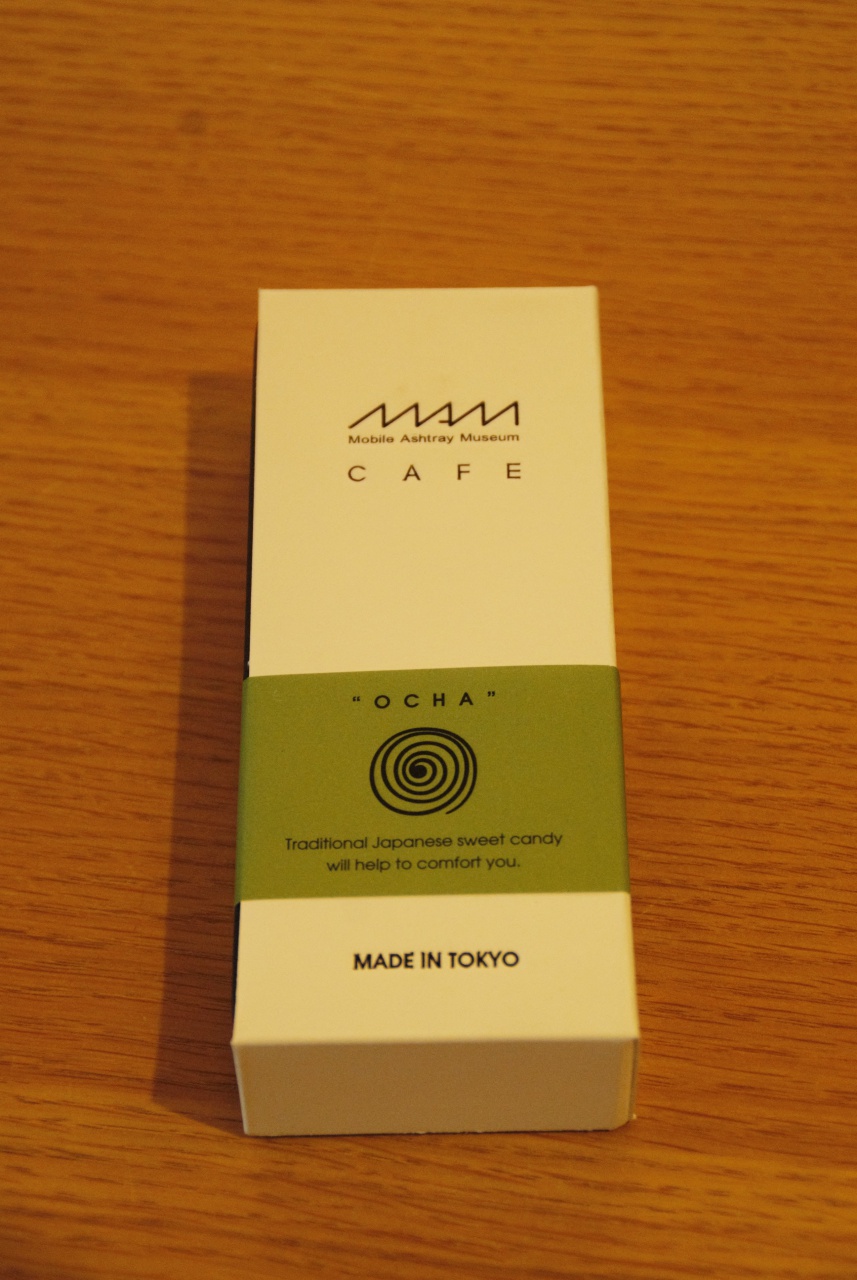 MAM
Mobile Ashtray Museum
CAFE
"OCHA"
Traditional Japanese sweet candy
will help to comfort you.
MADE IN TOKYO